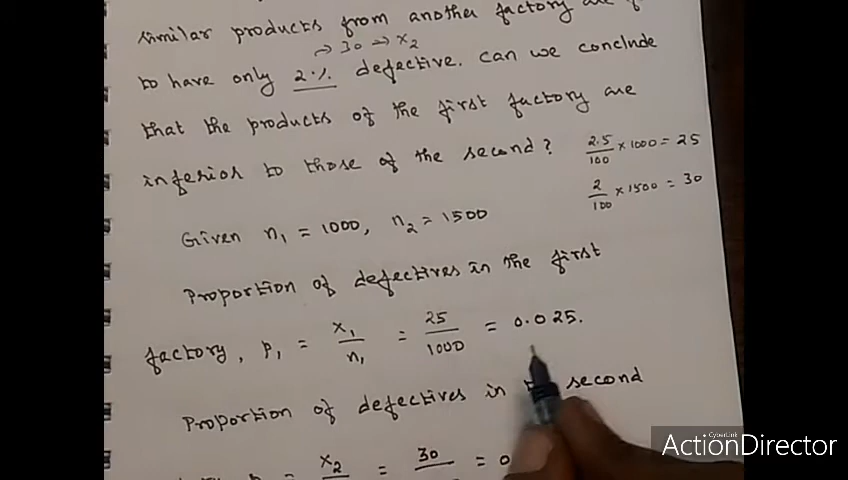 similar products from another factory are
→ 30 → x2
to have only 2% defective. can we conclude
that the products of the first factory are
inferior to those of the second?
2.5/100 × 1000 = 25
2/100 × 1500 = 30
Given n1 = 1000, n2 = 1500
Proportion of defectives in the first
factory, p1 = x1/n1 = 25/1000 = 0.025.
Proportion of defectives in second
x2 = 30 = 0
CyberLink
ActionDirector